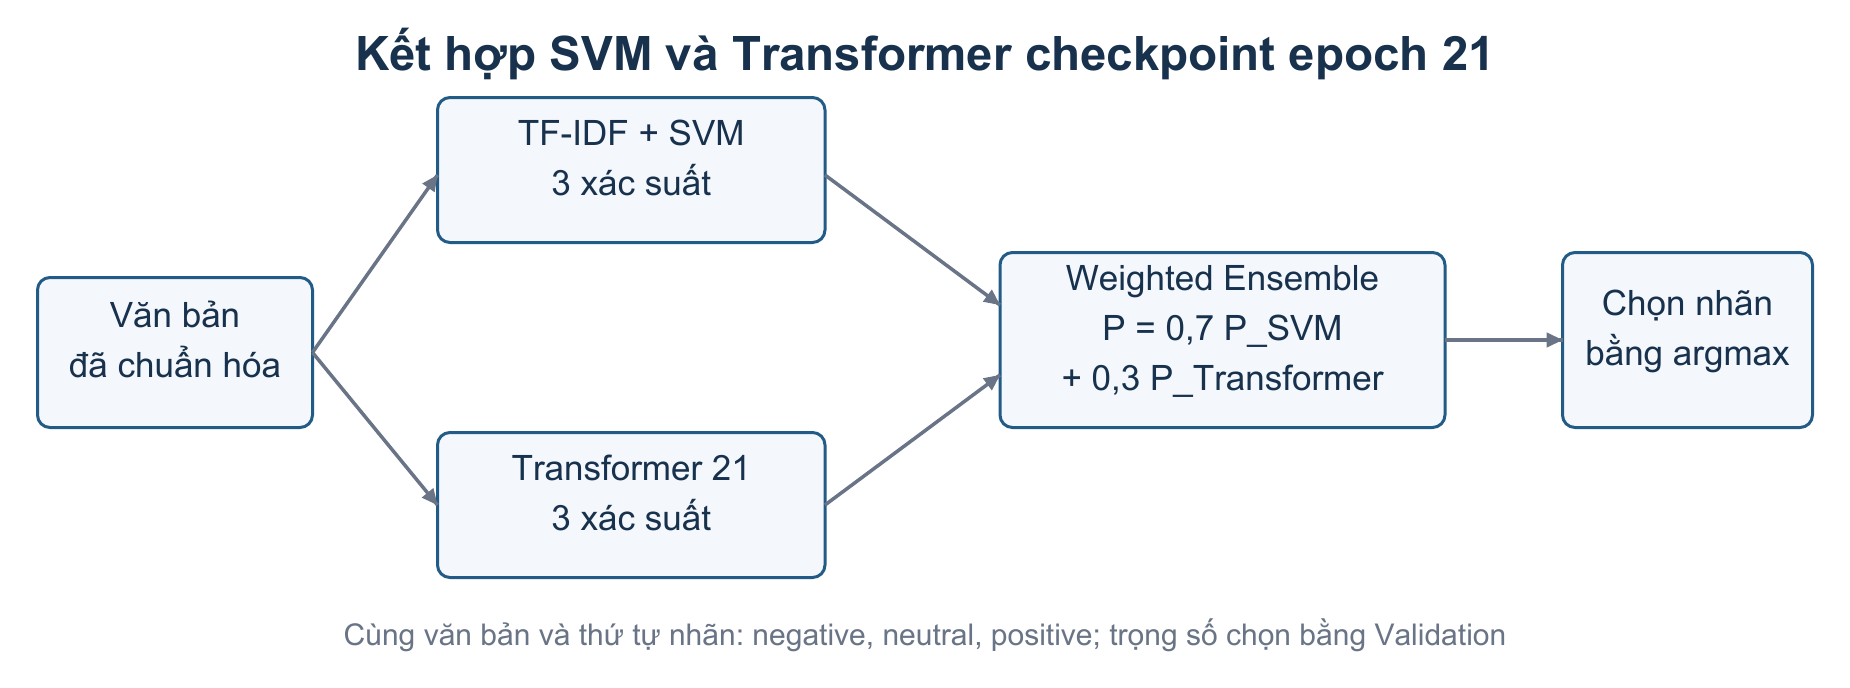 Kết hợp SVM và Transformer checkpoint epoch 21
TF-IDF + SVM
3 xác suất
Văn bản
đã chuẩn hóa
Transformer 21
3 xác suất
Weighted Ensemble
P = 0,7 P_SVM
+ 0,3 P_Transformer
Chọn nhãn
bằng argmax
Cùng văn bản và thứ tự nhãn: negative, neutral, positive; trọng số chọn bằng Validation